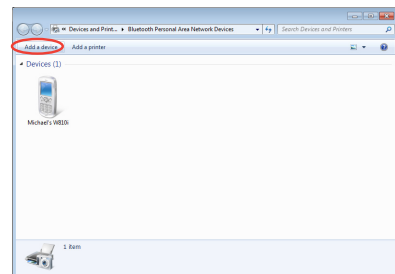 « Devices and Print... ▸ Bluetooth Personal Area Network Devices
Search Devices and Printers
Add a device Add a printer
Devices (1)
Michael's W810i
1 item